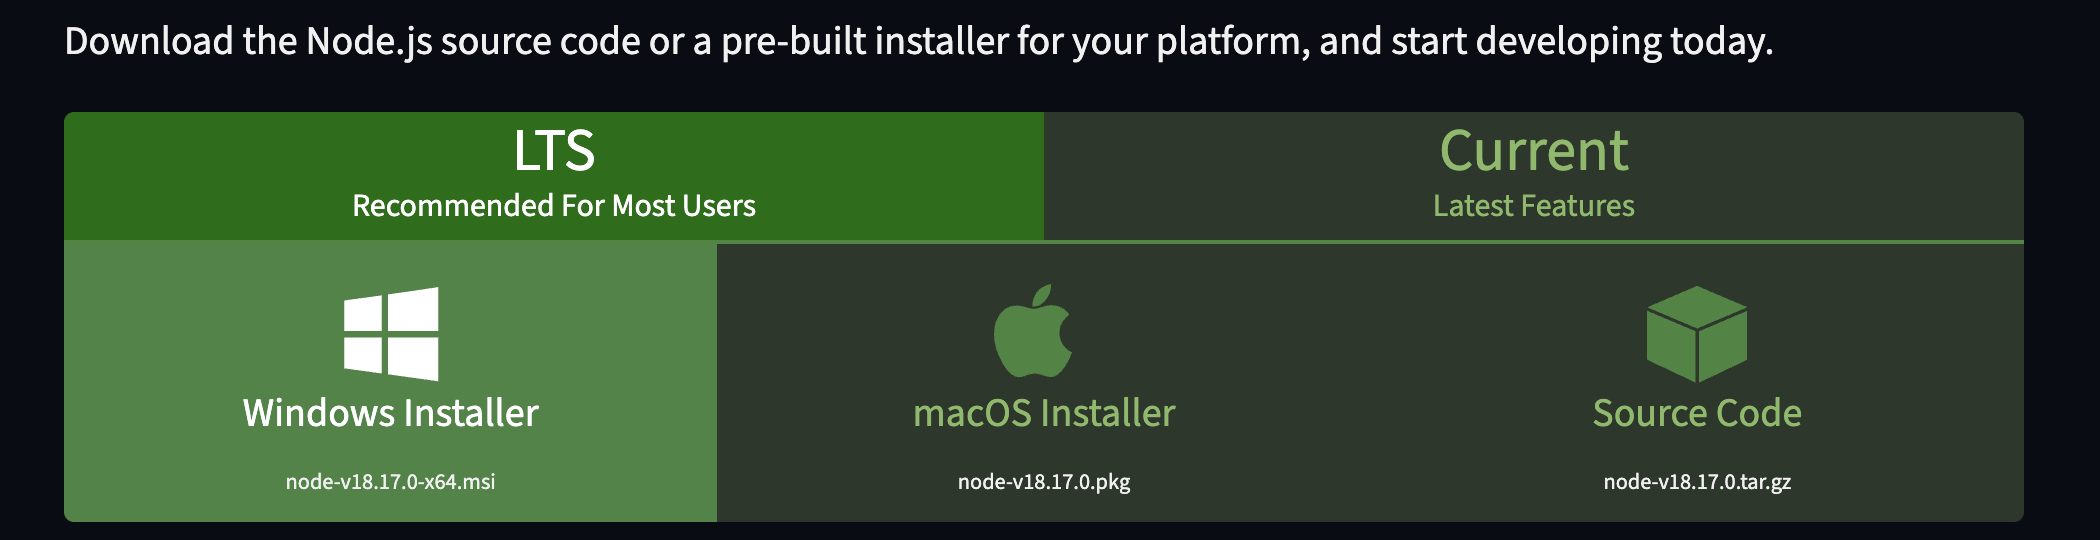 Download the Node.js source code or a pre-built installer for your platform, and start developing today.
LTS
Recommended For Most Users
Current
Latest Features
Windows Installer
node-v18.17.0-x64.msi
macOS Installer
node-v18.17.0.pkg
Source Code
node-v18.17.0.tar.gz